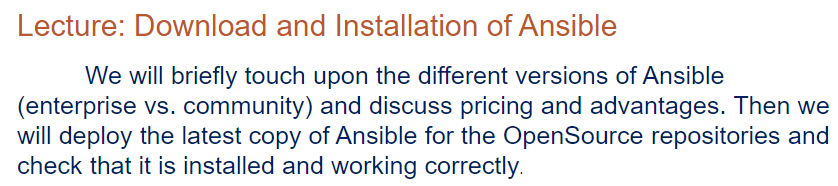 Lecture: Download and Installation of Ansible
We will briefly touch upon the different versions of Ansible
(enterprise vs. community) and discuss pricing and advantages. Then we
will deploy the latest copy of Ansible for the OpenSource repositories and
check that it is installed and working correctly.